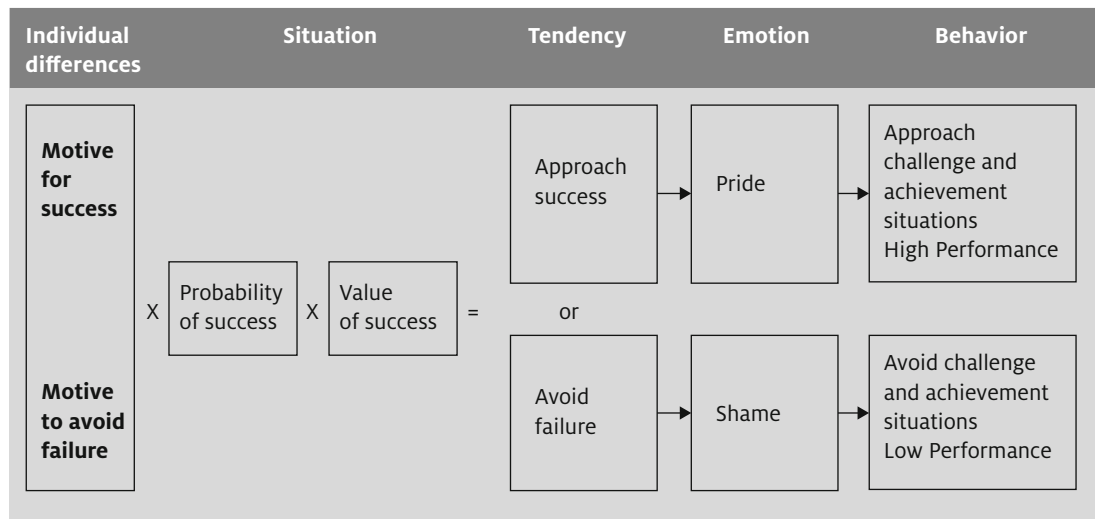 Individual
differences
Situation
Tendency
Emotion
Behavior
Motive
for
success
Motive
to avoid
failure
X
Probability
of success
X
Value
of success
=
Approach
success
or
Avoid
failure
Pride
Shame
Approach
challenge and
achievement
situations
High Performance
Avoid challenge
and achievement
situations
Low Performance